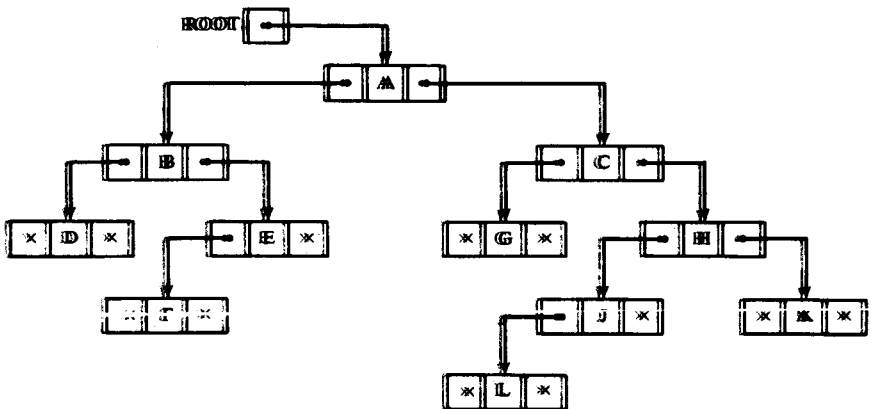 ROOT
A
B C
× D × E × × G × H
× F × J × × K ×
× L ×